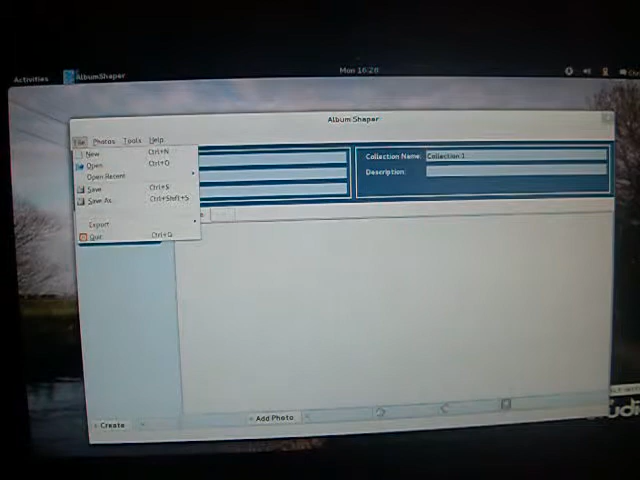 Activities AlbumShaper Mon 16:28
Album Shaper
File Photos Tools Help
New Ctrl+N
Open Ctrl+O
Open Recent
Save Ctrl+S
Save As Ctrl+Shift+S
Export
Quit Ctrl+Q
Collection Name: Collection 1
Description:
Create
Add Photo